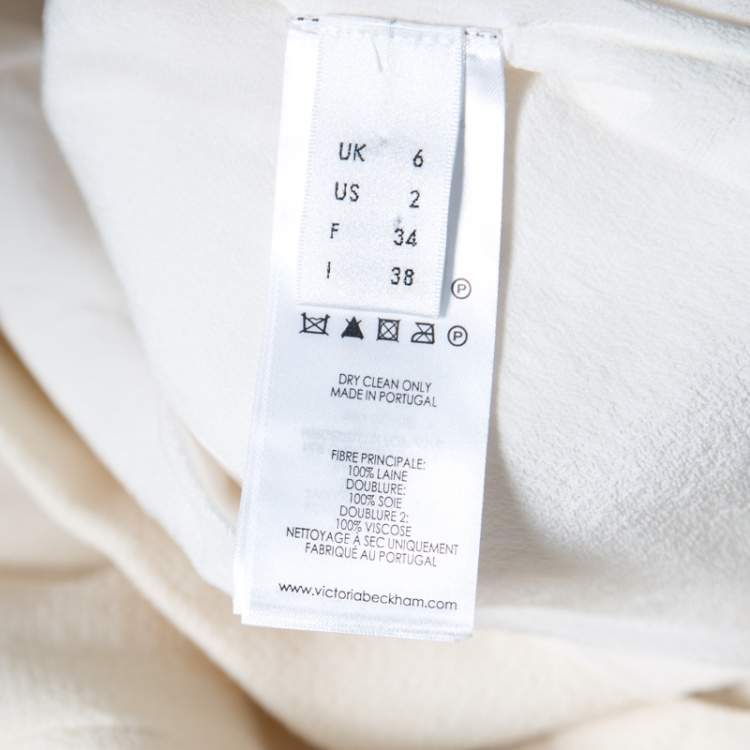 UK 6
US 2
F 34
I 38
P
P
DRY CLEAN ONLY
MADE IN PORTUGAL
FIBRE PRINCIPALE:
100% LAINE
DOUBLURE:
100% SOIE
DOUBLURE 2:
100% VISCOSE
NETTOYAGE À SEC UNIQUEMENT
FABRIQUÉ AU PORTUGAL
www.victoriabeckham.com